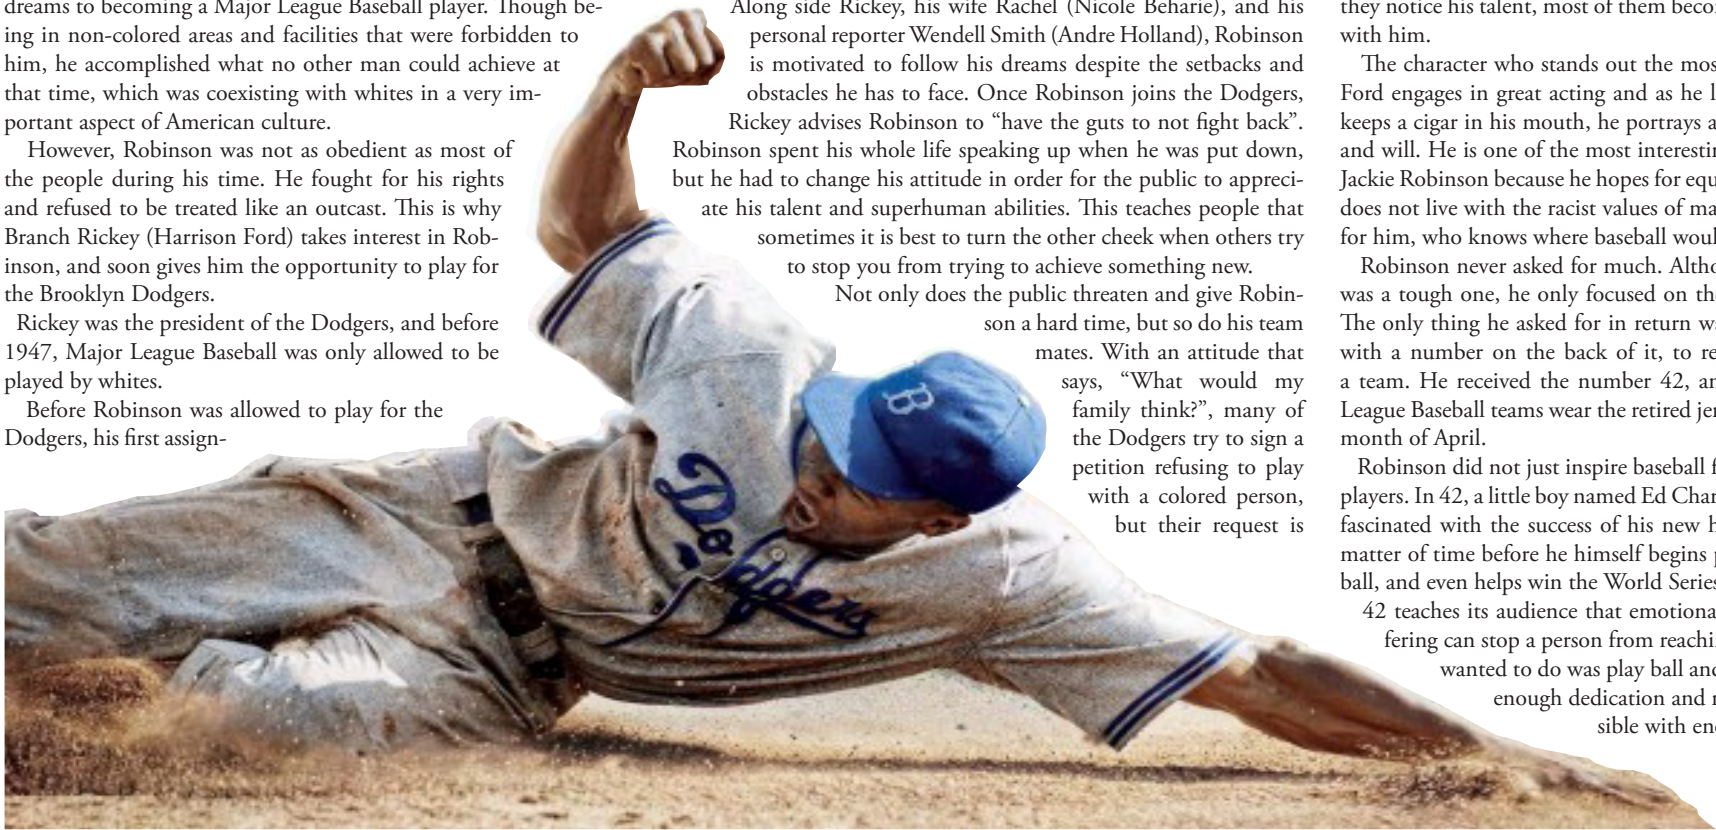 dreams to becoming a Major League Baseball player. Though be-
ing in non-colored areas and facilities that were forbidden to
him, he accomplished what no other man could achieve at
that time, which was coexisting with whites in a very im-
portant aspect of American culture.
However, Robinson was not as obedient as most of
the people during his time. He fought for his rights
and refused to be treated like an outcast. This is why
Branch Rickey (Harrison Ford) takes interest in Rob-
inson, and soon gives him the opportunity to play for
the Brooklyn Dodgers.
Rickey was the president of the Dodgers, and before
1947, Major League Baseball was only allowed to be
played by whites.
Before Robinson was allowed to play for the
Dodgers, his first assign-
Along side Rickey, his wife Rachel (Nicole Beharie), and his
personal reporter Wendell Smith (Andre Holland), Robinson
is motivated to follow his dreams despite the setbacks and
obstacles he has to face. Once Robinson joins the Dodgers,
Rickey advises Robinson to “have the guts to not fight back”.
Robinson spent his whole life speaking up when he was put down,
but he had to change his attitude in order for the public to appreci-
ate his talent and superhuman abilities. This teaches people that
sometimes it is best to turn the other cheek when others try
to stop you from trying to achieve something new.
Not only does the public threaten and give Robin-
son a hard time, but so do his team
mates. With an attitude that
says, “What would my
family think?”, many of
the Dodgers try to sign a
petition refusing to play
with a colored person,
but their request is
they notice his talent, most of them
with him.
The character who stands out the
Ford engages in great acting and as he
keeps a cigar in his mouth, he portrays
and will. He is one of the most
Jackie Robinson because he hopes for
does not live with the racist values of
for him, who knows where baseball
Robinson never asked for much.
was a tough one, he only focused on
The only thing he asked for in return
with a number on the back of it, to
a team. He received the number 42,
League Baseball teams wear the retired
month of April.
Robinson did not just inspire baseball
players. In 42, a little boy named Ed
fascinated with the success of his new
matter of time before he himself begins
ball, and even helps win the World Series
42 teaches its audience that
fering can stop a person from
wanted to do was play ball
enough dedication and
sible with
B
Dodgers